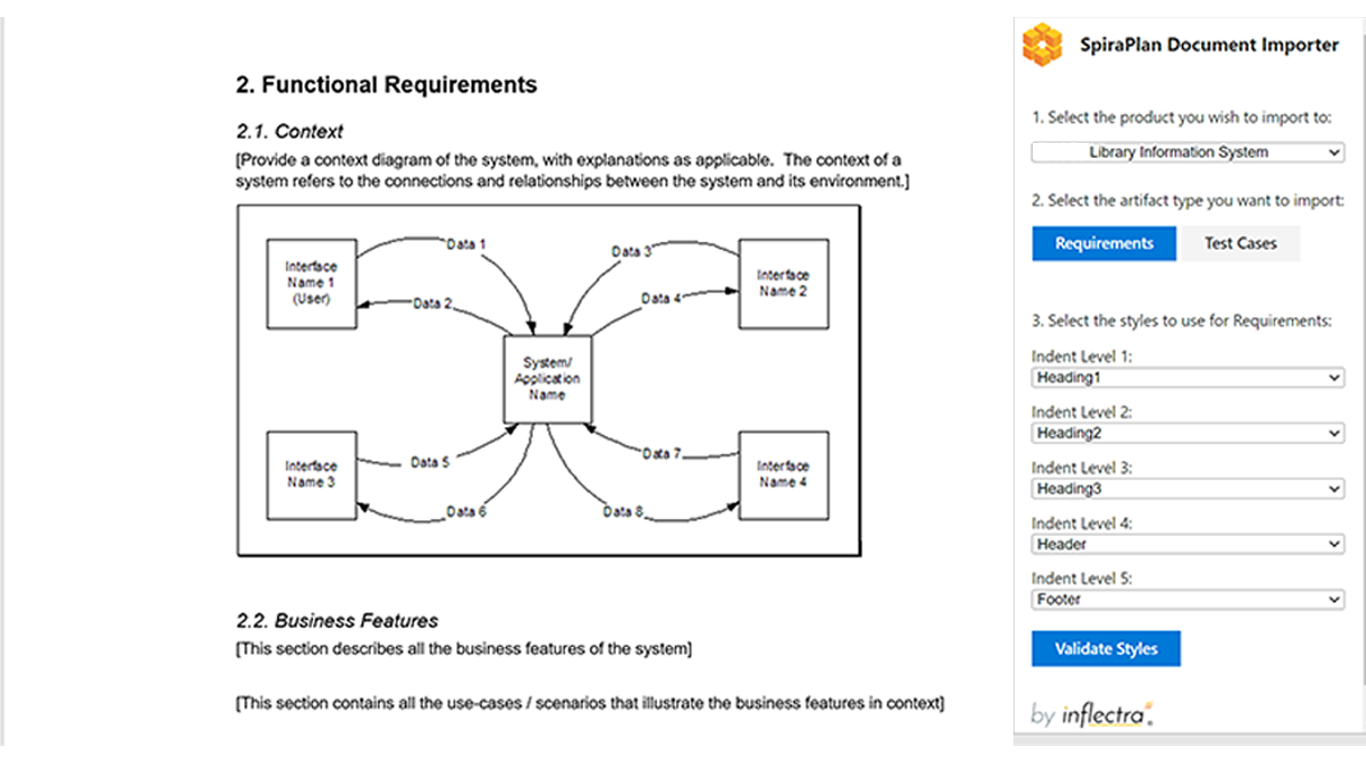 2. Functional Requirements
2.1. Context
[Provide a context diagram of the system, with explanations as applicable. The context of a
system refers to the connections and relationships between the system and its environment.]
Interface
Name 1
(User)
Data 1
Data 2
Data 3
Data 4
Interface
Name 2
System/
Application
Name
Interface
Name 3
Data 5
Data 6
Data 7
Data 8
Interface
Name 4
2.2. Business Features
[This section describes all the business features of the system]
[This section contains all the use-cases / scenarios that illustrate the business features in context]
SpiraPlan Document Importer
1. Select the product you wish to import to:
Library Information System
2. Select the artifact type you want to import:
Requirements
Test Cases
3. Select the styles to use for Requirements:
Indent Level 1:
Heading1
Indent Level 2:
Heading2
Indent Level 3:
Heading3
Indent Level 4:
Header
Indent Level 5:
Footer
Validate Styles
by inflectra